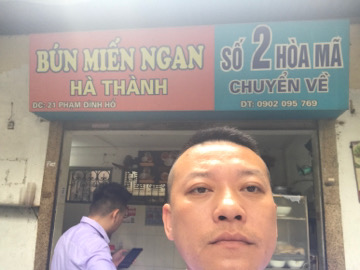 BÚN MIẾN NGAN
HÀ THÀNH
ĐC: 21 PHẠM ĐÌNH HỔ
SỐ 2 HÒA MÃ
CHUYỂN VỀ
ĐT: 0902 095 769